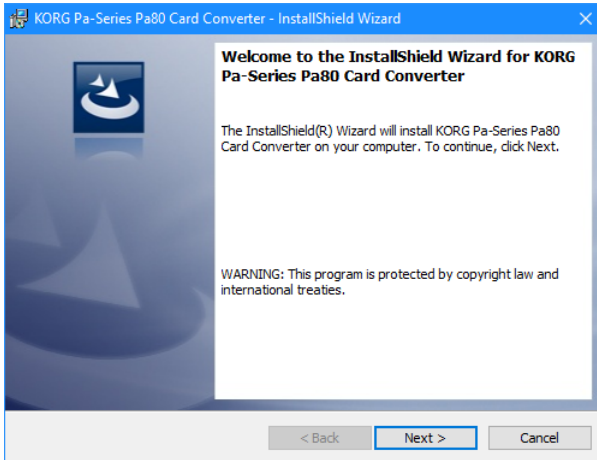 KORG Pa-Series Pa80 Card Converter - InstallShield Wizard
Welcome to the InstallShield Wizard for KORG
Pa-Series Pa80 Card Converter
The InstallShield(R) Wizard will install KORG Pa-Series Pa80
Card Converter on your computer. To continue, click Next.
WARNING: This program is protected by copyright law and
international treaties.
< Back Next > Cancel